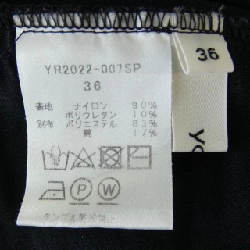 YR2022-007SP
36
表地 ナイロン 90%
ポリウレタン 10%
別布 ポリエステル 83%
綿 17%
P W
36
YO